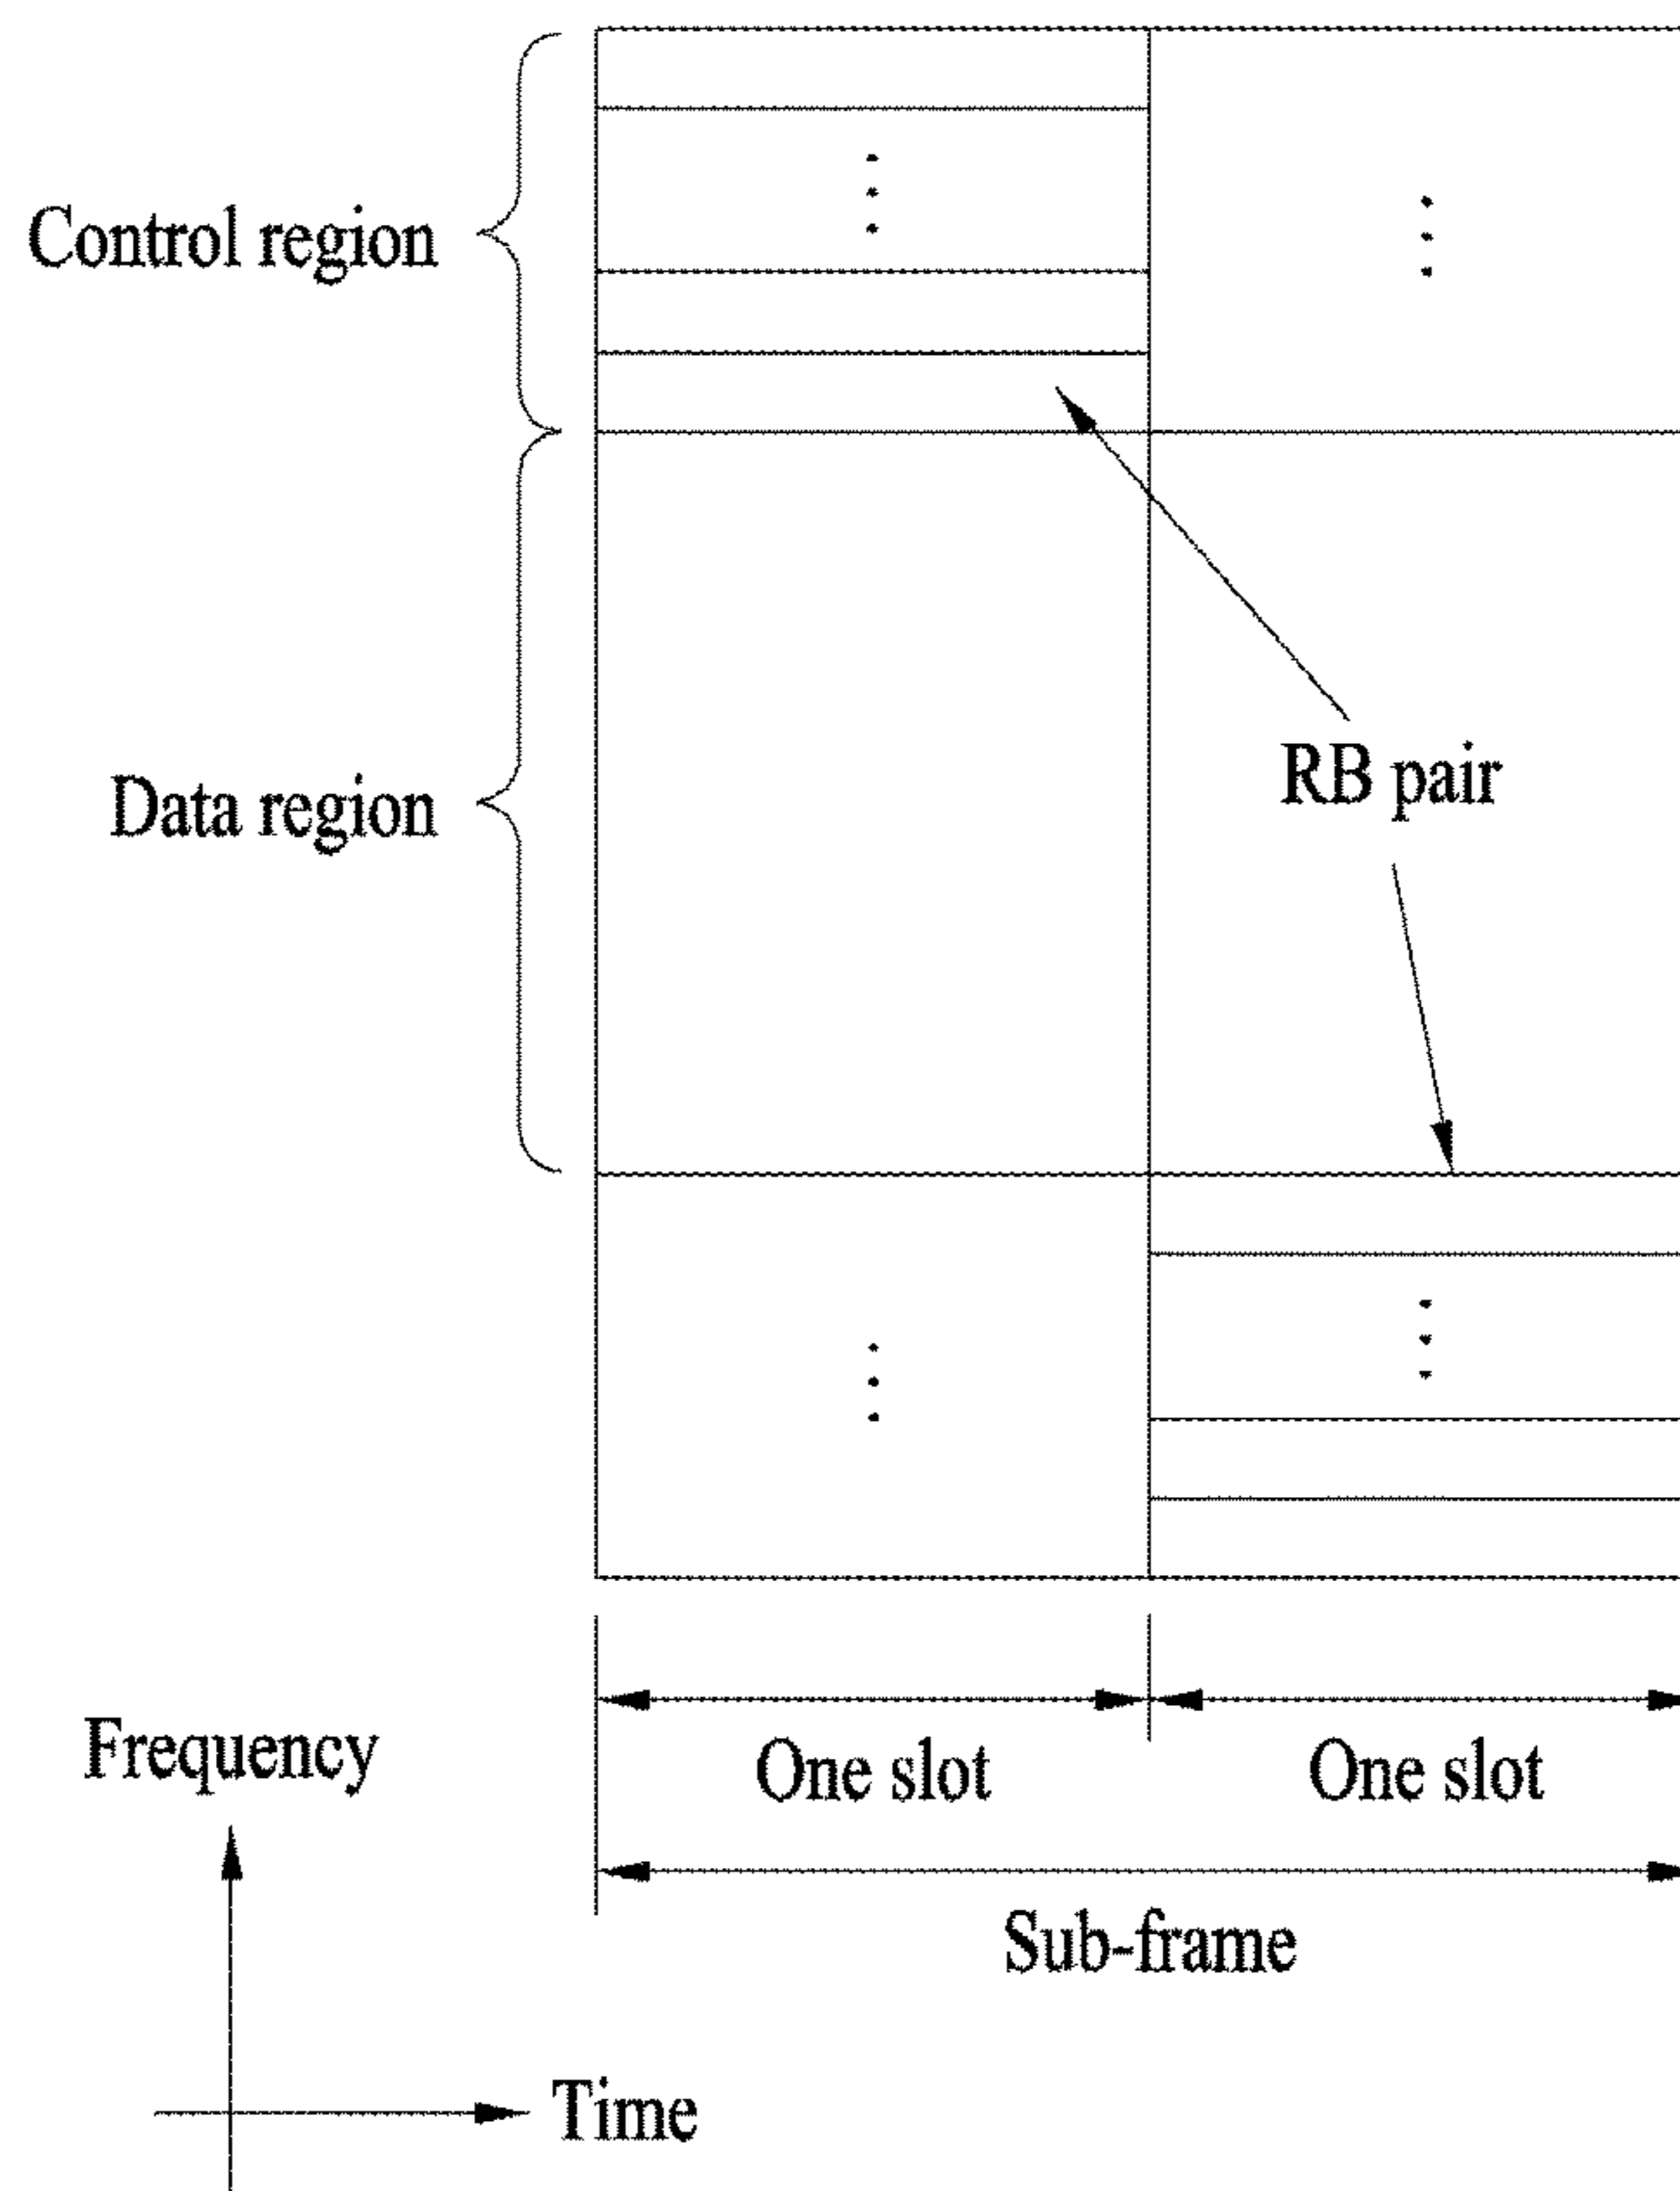 Control region
Data region
RB pair
One slot
One slot
Sub-frame
Frequency
Time